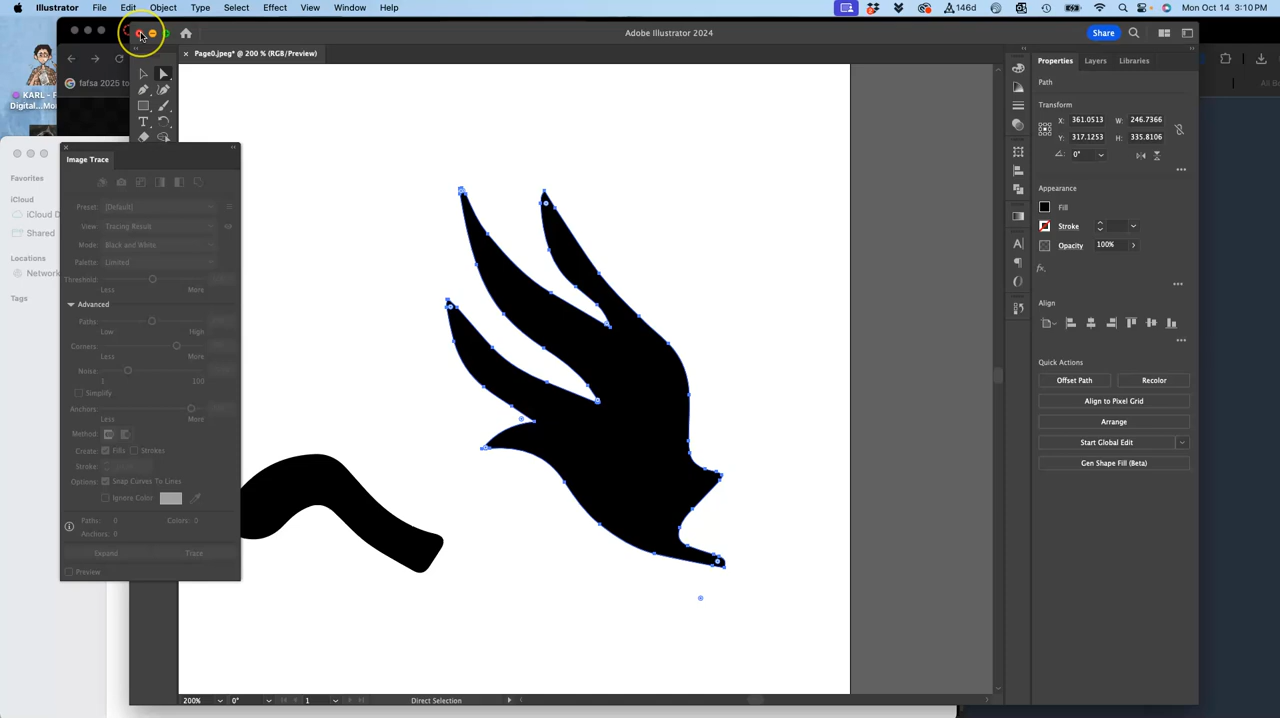 Illustrator File Edit Object Type Select Effect View Window Help 146d Mon Oct 14 3:10 PM
Adobe Illustrator 2024
Share
Page0.jpeg* @ 200 % (RGB/Preview)
fafsa 2025 to
KARL - F
Digital...Mo
Favorites
iCloud
iCloud D
Shared
Locations
Network
Tags
Image Trace
Preset: [Default]
View: Tracing Result
Mode: Black and White
Palette: Limited
Threshold:
Less More
Advanced
Paths:
Low High
Corners:
Less More
Noise:
1 100
Simplify
Anchors:
Less More
Method:
Create: Fills Strokes
Stroke:
Options: Snap Curves To Lines
Ignore Color
Paths: 0 Colors: 0
Anchors: 0
Expand Trace
Preview
200% 0° 1 Direct Selection
Properties Layers Libraries
Path
Transform
X: 361.0513 W: 246.7366
Y: 317.1253 H: 335.8106
0°
Appearance
Fill
Stroke
Opacity 100%
fx
Align
Quick Actions
Offset Path Recolor
Align to Pixel Grid
Arrange
Start Global Edit
Gen Shape Fill (Beta)
All B